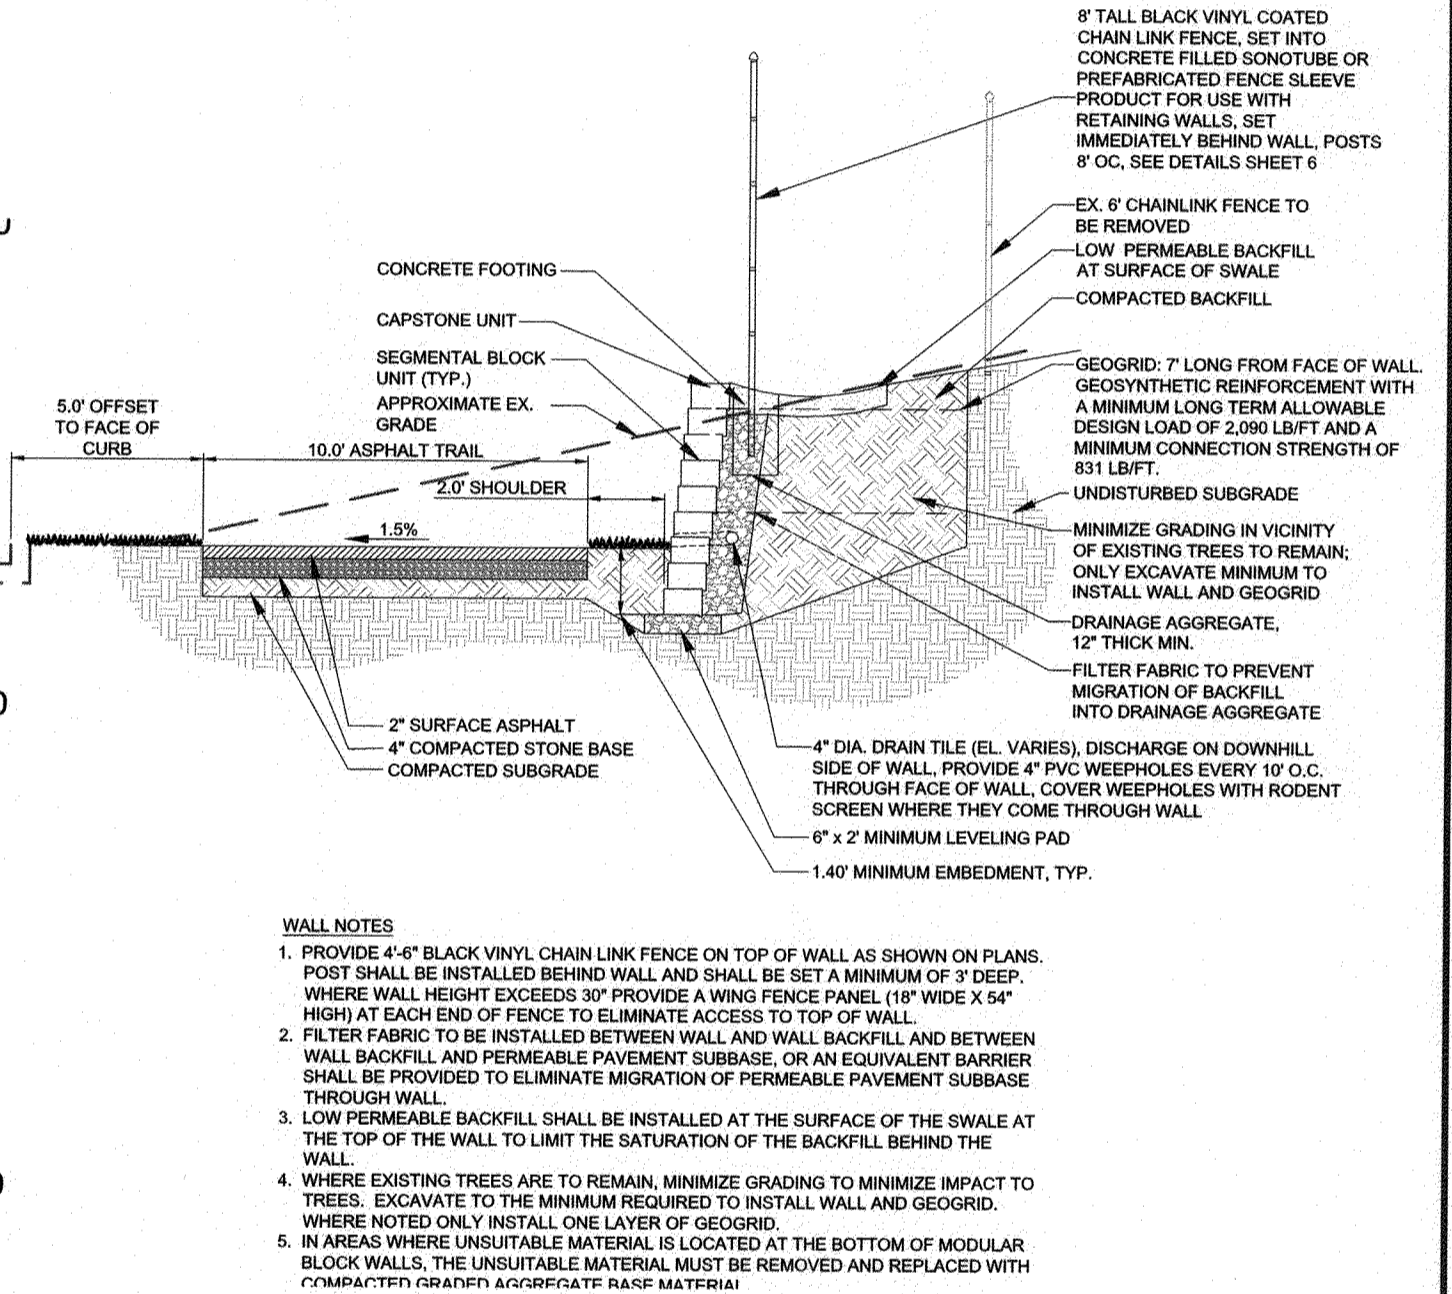 8' TALL BLACK VINYL COATED
CHAIN LINK FENCE, SET INTO
CONCRETE FILLED SONOTUBE OR
PREFABRICATED FENCE SLEEVE
PRODUCT FOR USE WITH
RETAINING WALLS, SET
IMMEDIATELY BEHIND WALL, POSTS
8' OC, SEE DETAILS SHEET 6
EX. 6' CHAINLINK FENCE TO
BE REMOVED
LOW PERMEABLE BACKFILL
AT SURFACE OF SWALE
COMPACTED BACKFILL
CONCRETE FOOTING
CAPSTONE UNIT
SEGMENTAL BLOCK
UNIT (TYP.)
APPROXIMATE EX.
GRADE
5.0' OFFSET
TO FACE OF
CURB
10.0' ASPHALT TRAIL
2.0' SHOULDER
1.5%
GEOGRID: 7' LONG FROM FACE OF WALL.
GEOSYNTHETIC REINFORCEMENT WITH
A MINIMUM LONG TERM ALLOWABLE
DESIGN LOAD OF 2,090 LB/FT AND A
MINIMUM CONNECTION STRENGTH OF
831 LB/FT.
UNDISTURBED SUBGRADE
MINIMIZE GRADING IN VICINITY
OF EXISTING TREES TO REMAIN;
ONLY EXCAVATE MINIMUM TO
INSTALL WALL AND GEOGRID
DRAINAGE AGGREGATE,
12" THICK MIN.
FILTER FABRIC TO PREVENT
MIGRATION OF BACKFILL
INTO DRAINAGE AGGREGATE
2" SURFACE ASPHALT
4" COMPACTED STONE BASE
COMPACTED SUBGRADE
4" DIA. DRAIN TILE (EL. VARIES), DISCHARGE ON DOWNHILL
SIDE OF WALL, PROVIDE 4" PVC WEEPHOLES EVERY 10' O.C.
THROUGH FACE OF WALL, COVER WEEPHOLES WITH RODENT
SCREEN WHERE THEY COME THROUGH WALL
6" x 2' MINIMUM LEVELING PAD
1.40' MINIMUM EMBEDMENT, TYP.
WALL NOTES
1. PROVIDE 4'-6" BLACK VINYL CHAIN LINK FENCE ON TOP OF WALL AS SHOWN ON PLANS.
POST SHALL BE INSTALLED BEHIND WALL AND SHALL BE SET A MINIMUM OF 3' DEEP.
WHERE WALL HEIGHT EXCEEDS 30" PROVIDE A WING FENCE PANEL (18" WIDE X 54"
HIGH) AT EACH END OF FENCE TO ELIMINATE ACCESS TO TOP OF WALL.
2. FILTER FABRIC TO BE INSTALLED BETWEEN WALL AND WALL BACKFILL AND BETWEEN
WALL BACKFILL AND PERMEABLE PAVEMENT SUBBASE, OR AN EQUIVALENT BARRIER
SHALL BE PROVIDED TO ELIMINATE MIGRATION OF PERMEABLE PAVEMENT SUBBASE
THROUGH WALL.
3. LOW PERMEABLE BACKFILL SHALL BE INSTALLED AT THE SURFACE OF THE SWALE AT
THE TOP OF THE WALL TO LIMIT THE SATURATION OF THE BACKFILL BEHIND THE
WALL.
4. WHERE EXISTING TREES ARE TO REMAIN, MINIMIZE GRADING TO MINIMIZE IMPACT TO
TREES. EXCAVATE TO THE MINIMUM REQUIRED TO INSTALL WALL AND GEOGRID.
WHERE NOTED ONLY INSTALL ONE LAYER OF GEOGRID.
5. IN AREAS WHERE UNSUITABLE MATERIAL IS LOCATED AT THE BOTTOM OF MODULAR
BLOCK WALLS, THE UNSUITABLE MATERIAL MUST BE REMOVED AND REPLACED WITH
COMPACTED GRADED AGGREGATE BASE MATERIAL